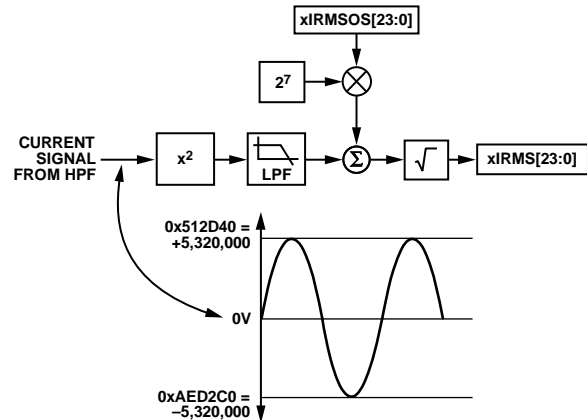 xIRMSOS[23:0]
2⁷
CURRENT
SIGNAL
FROM HPF
x²
LPF
Σ
√
xIRMS[23:0]
0x512D40 =
+5,320,000
0V
0xAED2C0 =
–5,320,000